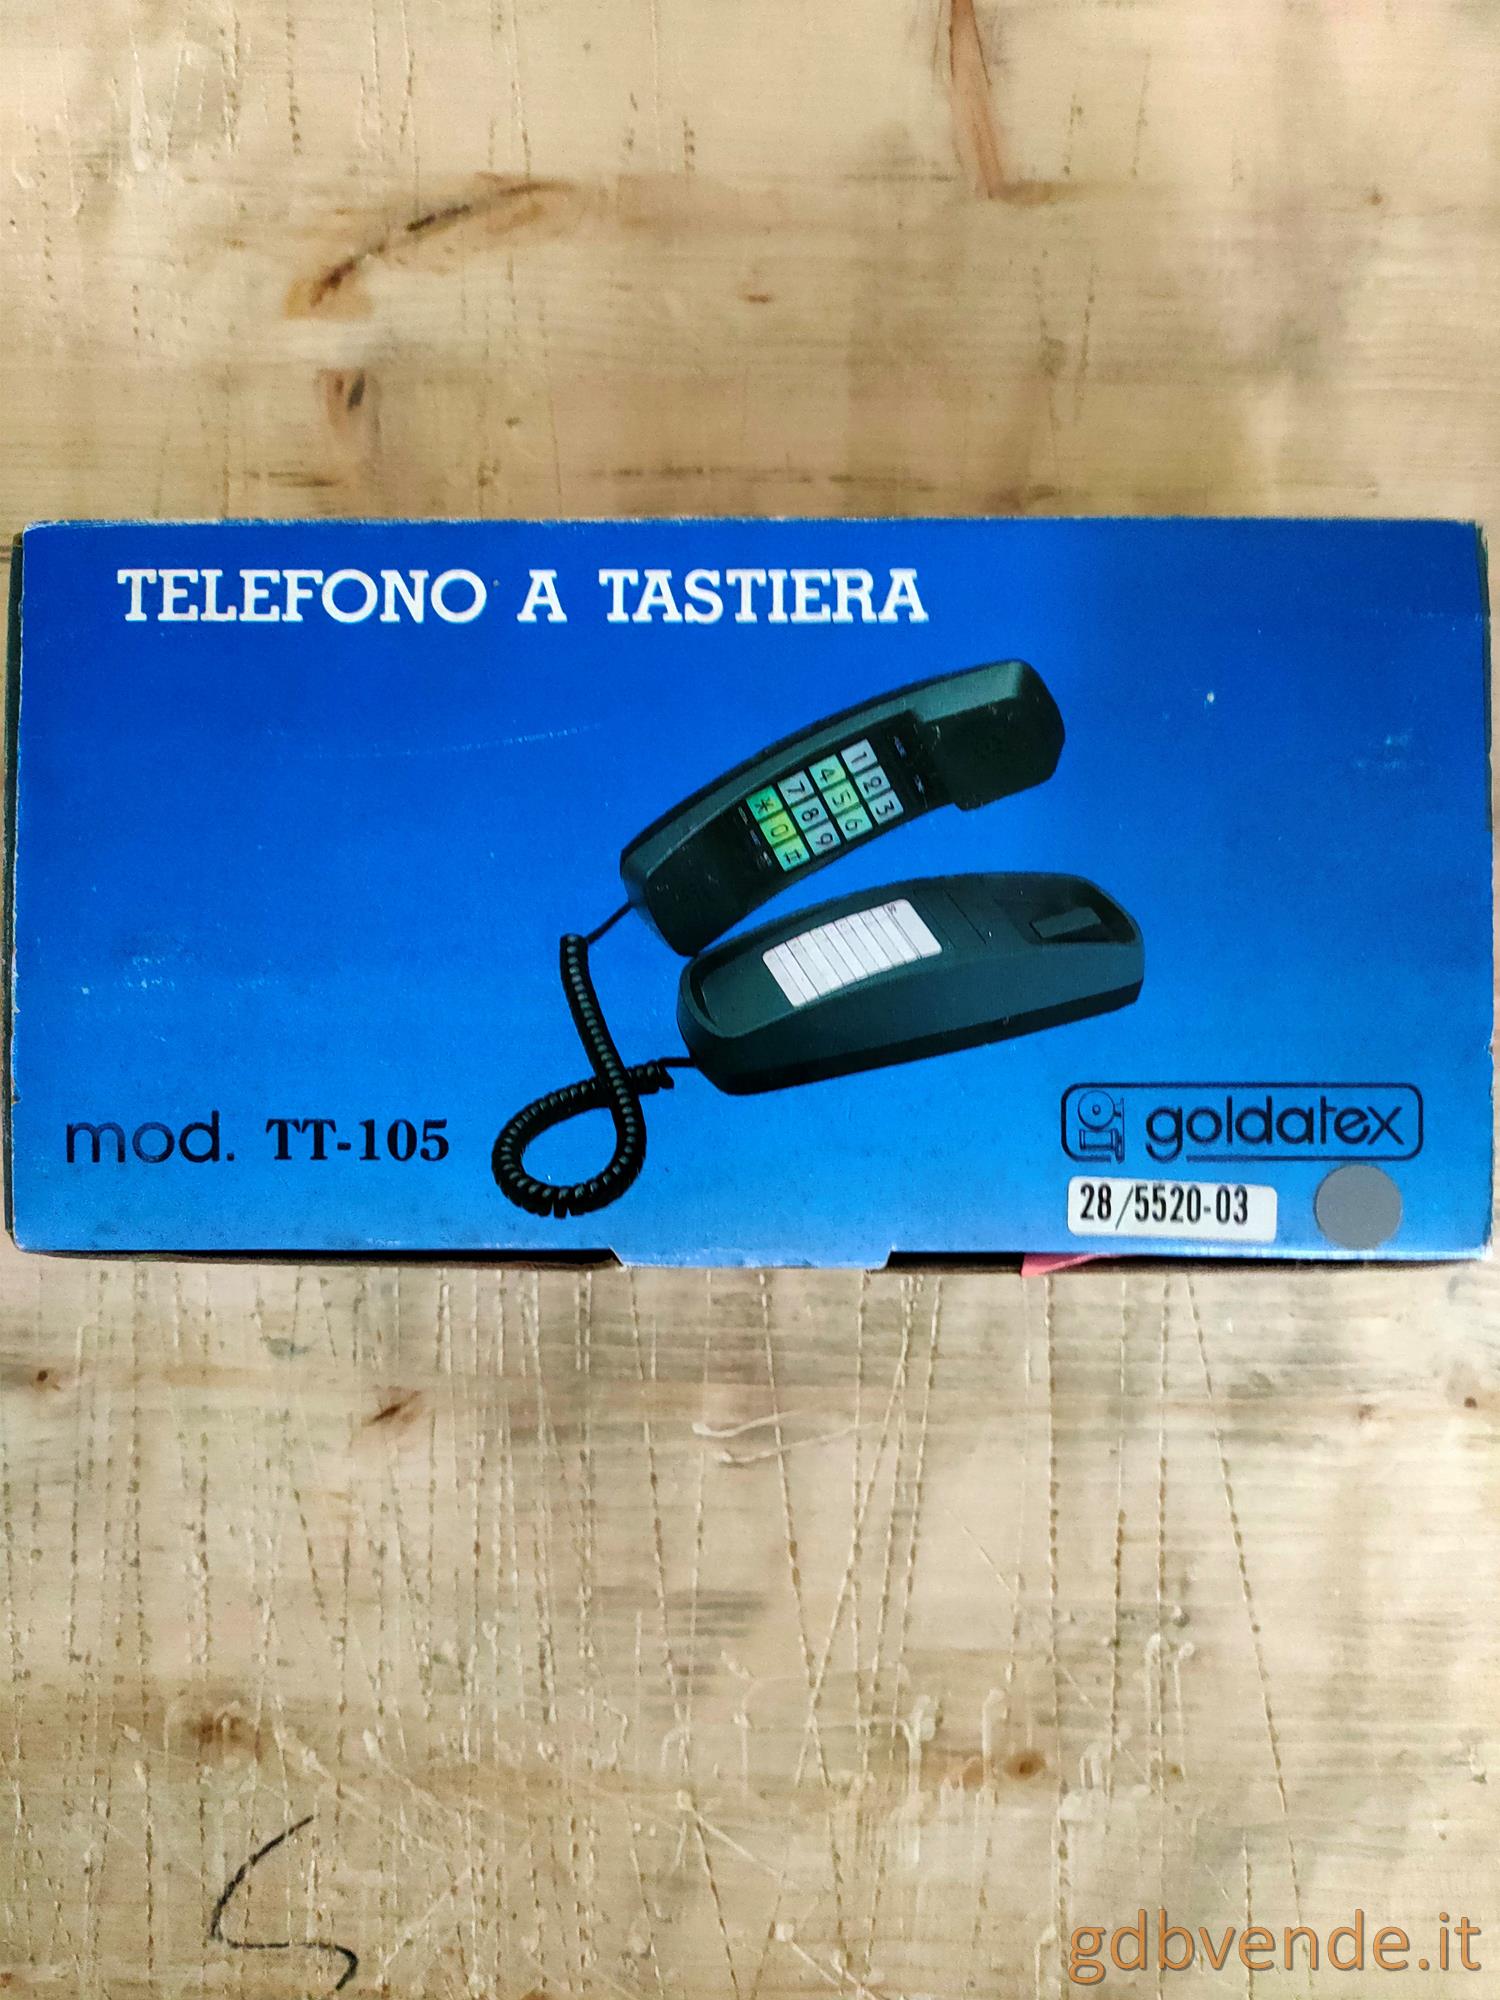 TELEFONO A TASTIERA
1 2 3
4 5 6
7 8 9
* 0 #
mod. TT-105
goldatex
28/5520-03
gdbvende.it